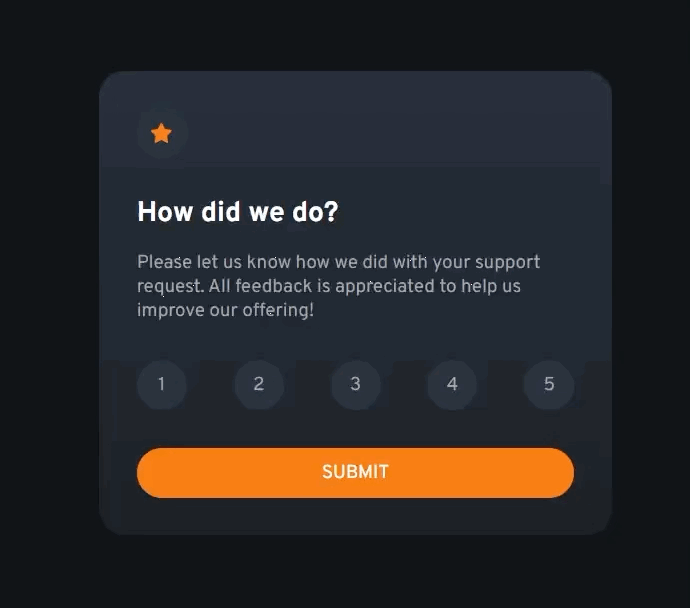 How did we do?
Please let us know how we did with your support
request. All feedback is appreciated to help us
improve our offering!
1 2 3 4 5
SUBMIT